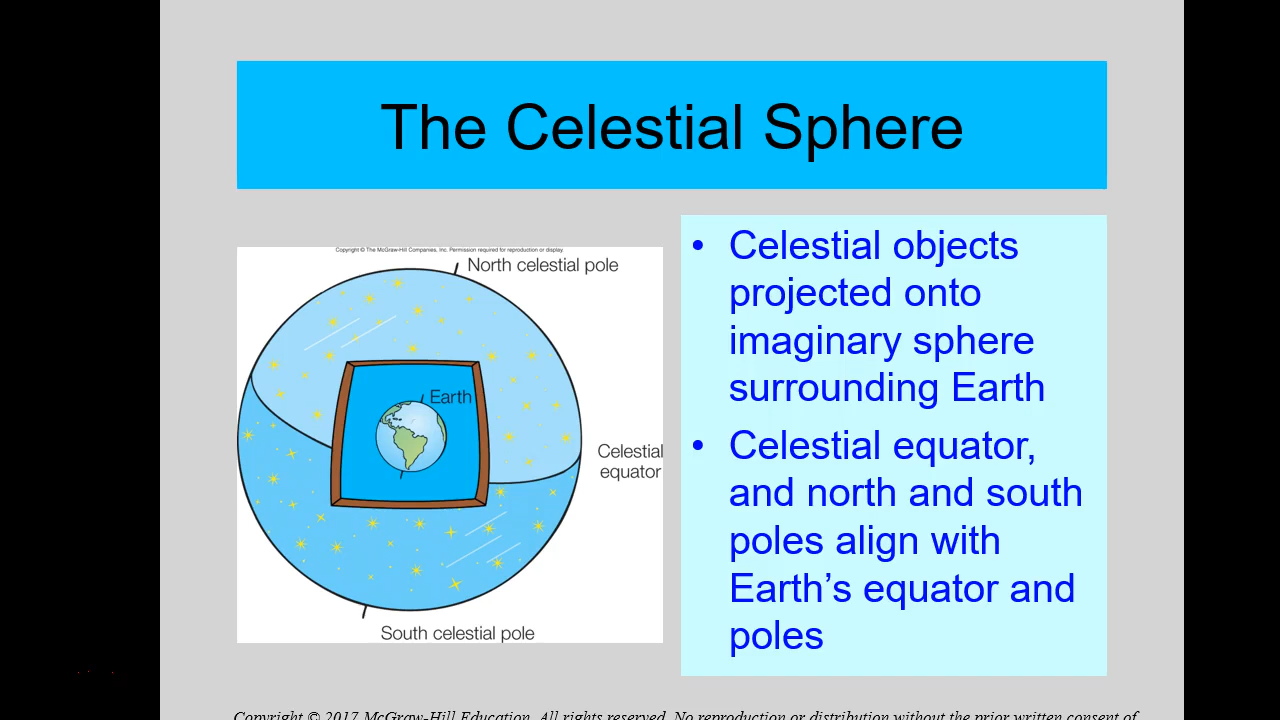 The Celestial Sphere
Copyright © The McGraw-Hill Companies, Inc. Permission required for reproduction or display.
North celestial pole
Earth
Celestial
equator
South celestial pole
• Celestial objects
projected onto
imaginary sphere
surrounding Earth
• Celestial equator,
and north and south
poles align with
Earth’s equator and
poles
Copyright © 2017 McGraw-Hill Education. All rights reserved. No reproduction or distribution without the prior written consent of